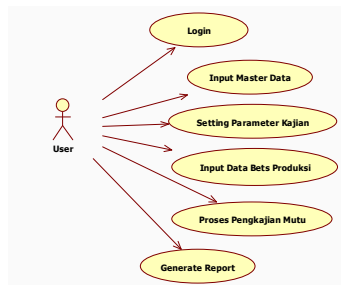 Login
Input Master Data
Setting Parameter Kajian
User
Input Data Bets Produksi
Proses Pengkajian Mutu
Generate Report